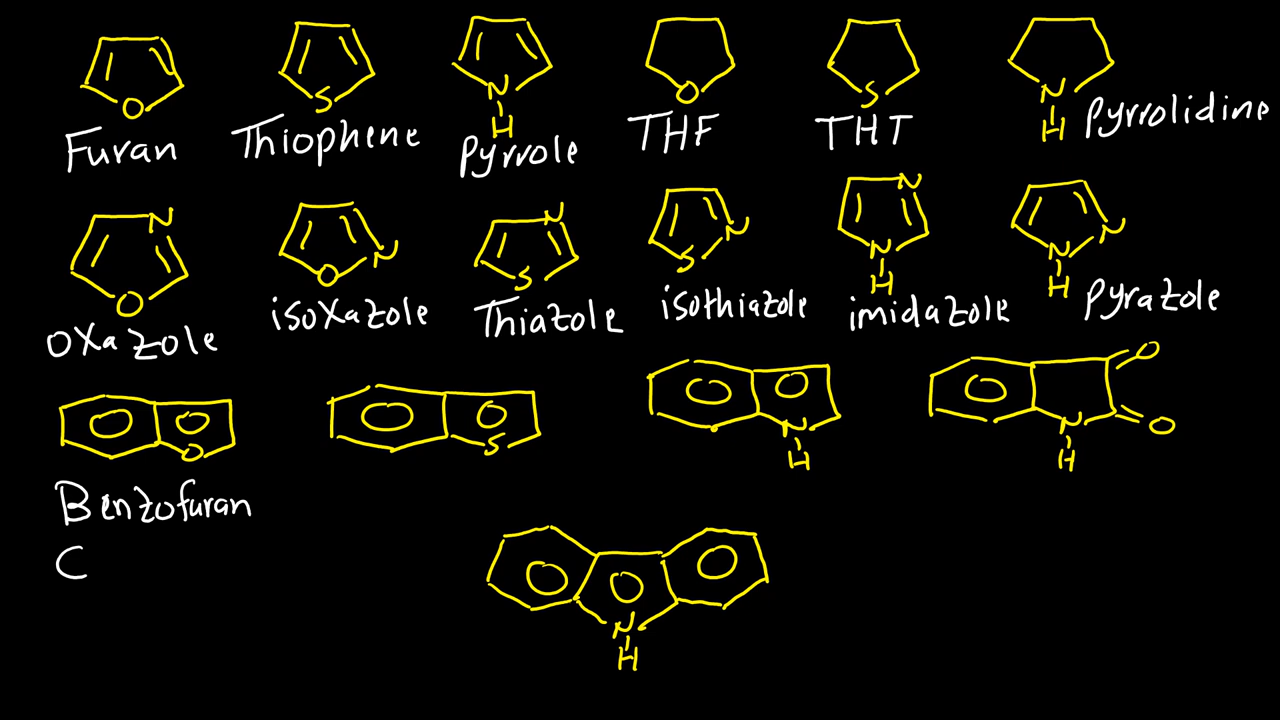 O S N H O S N H
Furan Thiophene pyrrole THF THT pyrrolidine
N O N O N S N S N N H N N H
oxazole isoxazole Thiazole isothiazole imidazole pyrazole
O S N H O O N H
Benzofuran
C
N
H